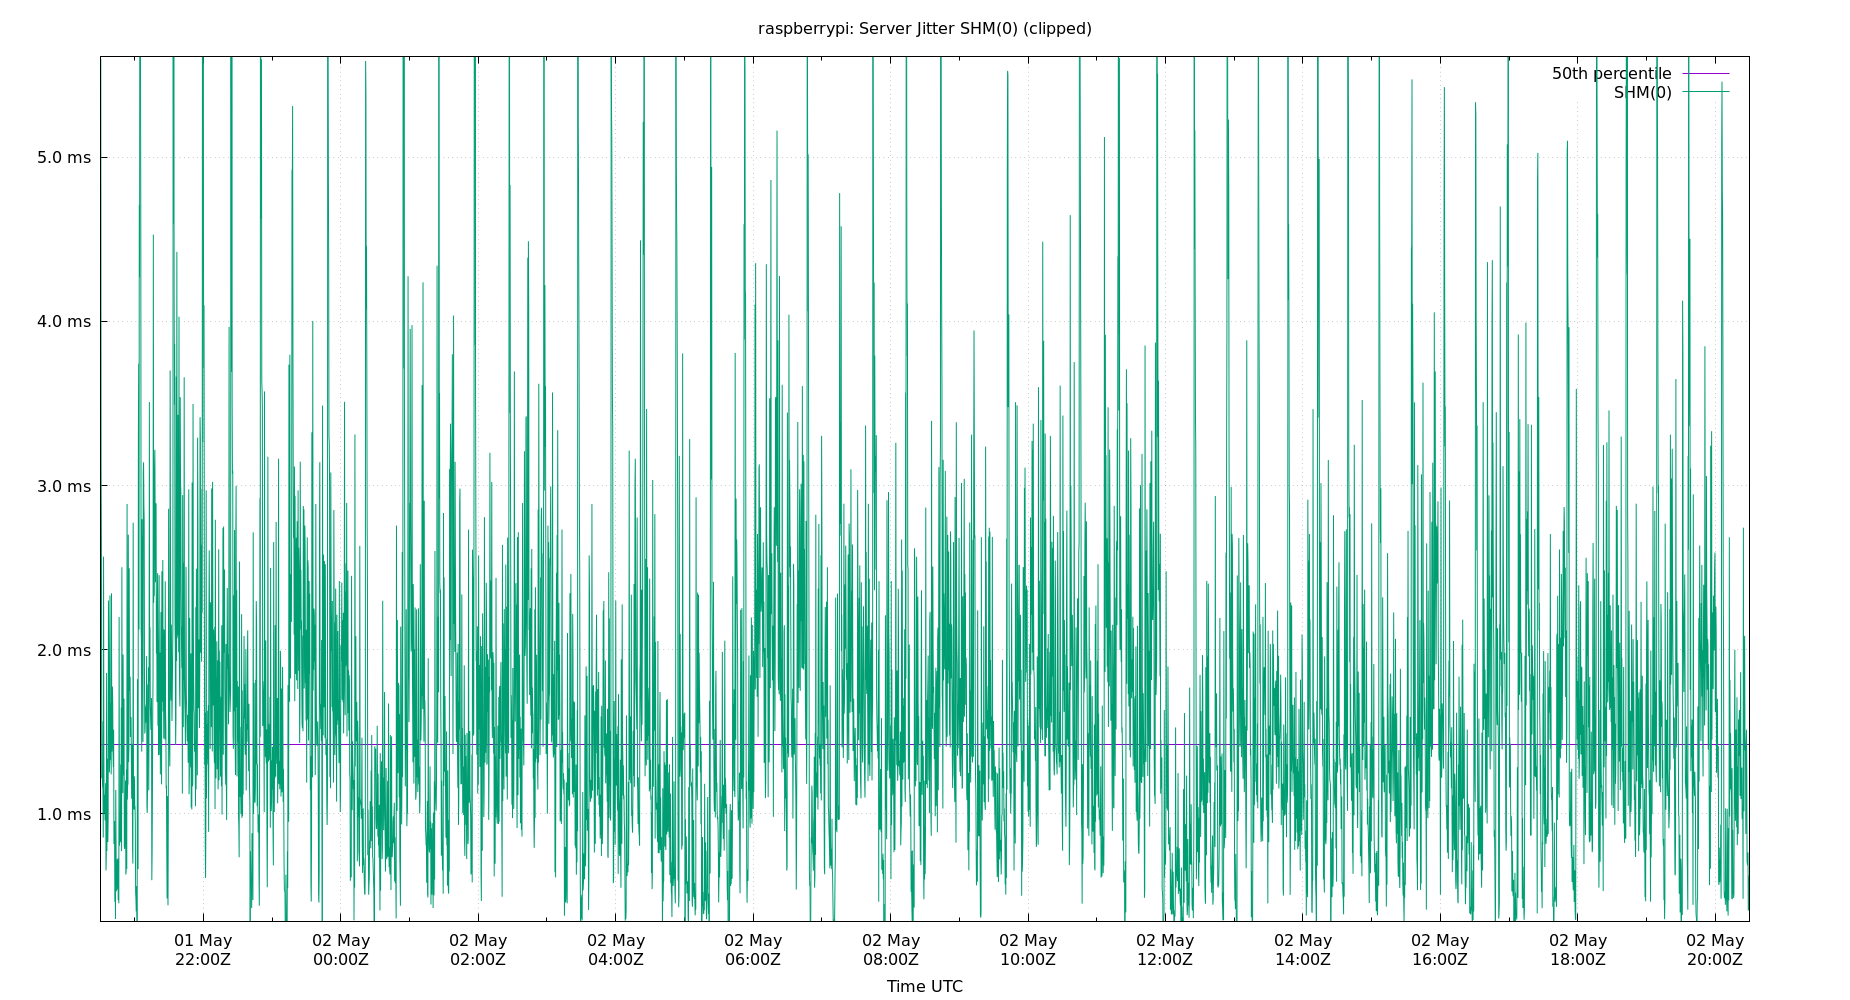 raspberrypi: Server Jitter SHM(0) (clipped)
50th percentile
SHM(0)
5.0 ms
4.0 ms
3.0 ms
2.0 ms
1.0 ms
01 May 02 May 02 May 02 May 02 May 02 May 02 May 02 May 02 May 02 May 02 May 02 May
22:00Z 00:00Z 02:00Z 04:00Z 06:00Z 08:00Z 10:00Z 12:00Z 14:00Z 16:00Z 18:00Z 20:00Z
Time UTC